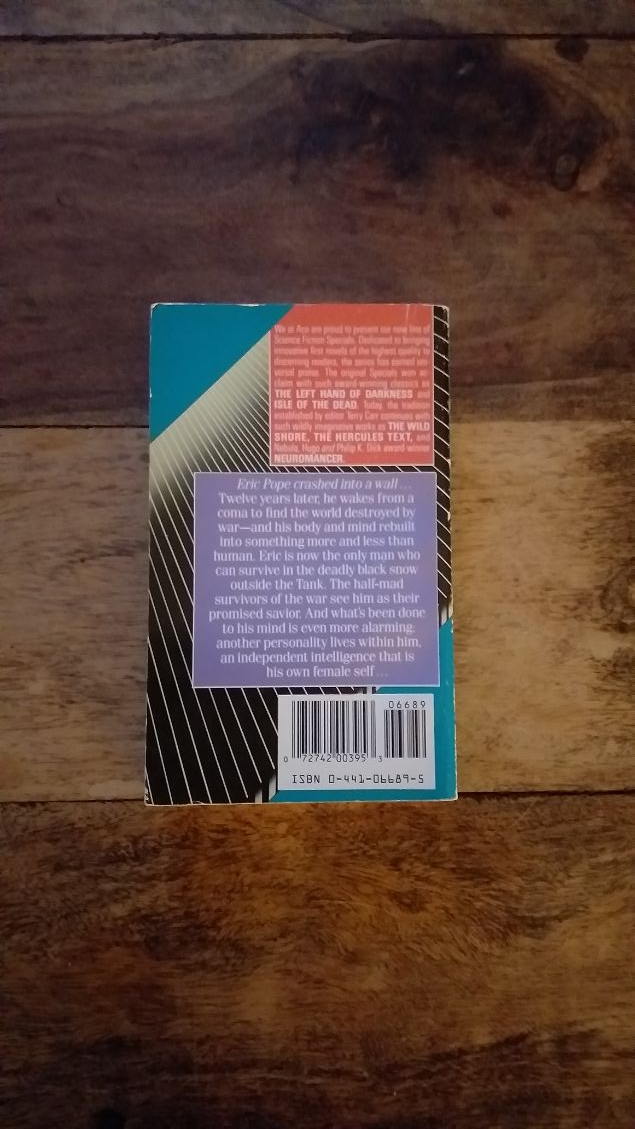 We at Ace are proud to present our new line of
Science Fiction Specials. Dedicated to bringing
innovative first novels of the highest quality to
discerning readers, the series has earned uni-
versal praise. The original Specials won ac-
claim with such award-winning classics as
THE LEFT HAND OF DARKNESS and
ISLE OF THE DEAD. Today, the tradition
established by editor Terry Carr continues with
such wildly imaginative works as THE WILD
SHORE, THE HERCULES TEXT, and
Nebula, Hugo and Philip K. Dick award-winner
NEUROMANCER.
Eric Pope crashed into a wall...
Twelve years later, he wakes from a
coma to find the world destroyed by
war—and his body and mind rebuilt
into something more and less than
human. Eric is now the only man who
can survive in the deadly black snow
outside the Tank. The half-mad
survivors of the war see him as their
promised savior. And what's been done
to his mind is even more alarming:
another personality lives within him,
an independent intelligence that is
his own female self...
06689
0 72742 00395 3
ISBN 0-441-06689-5